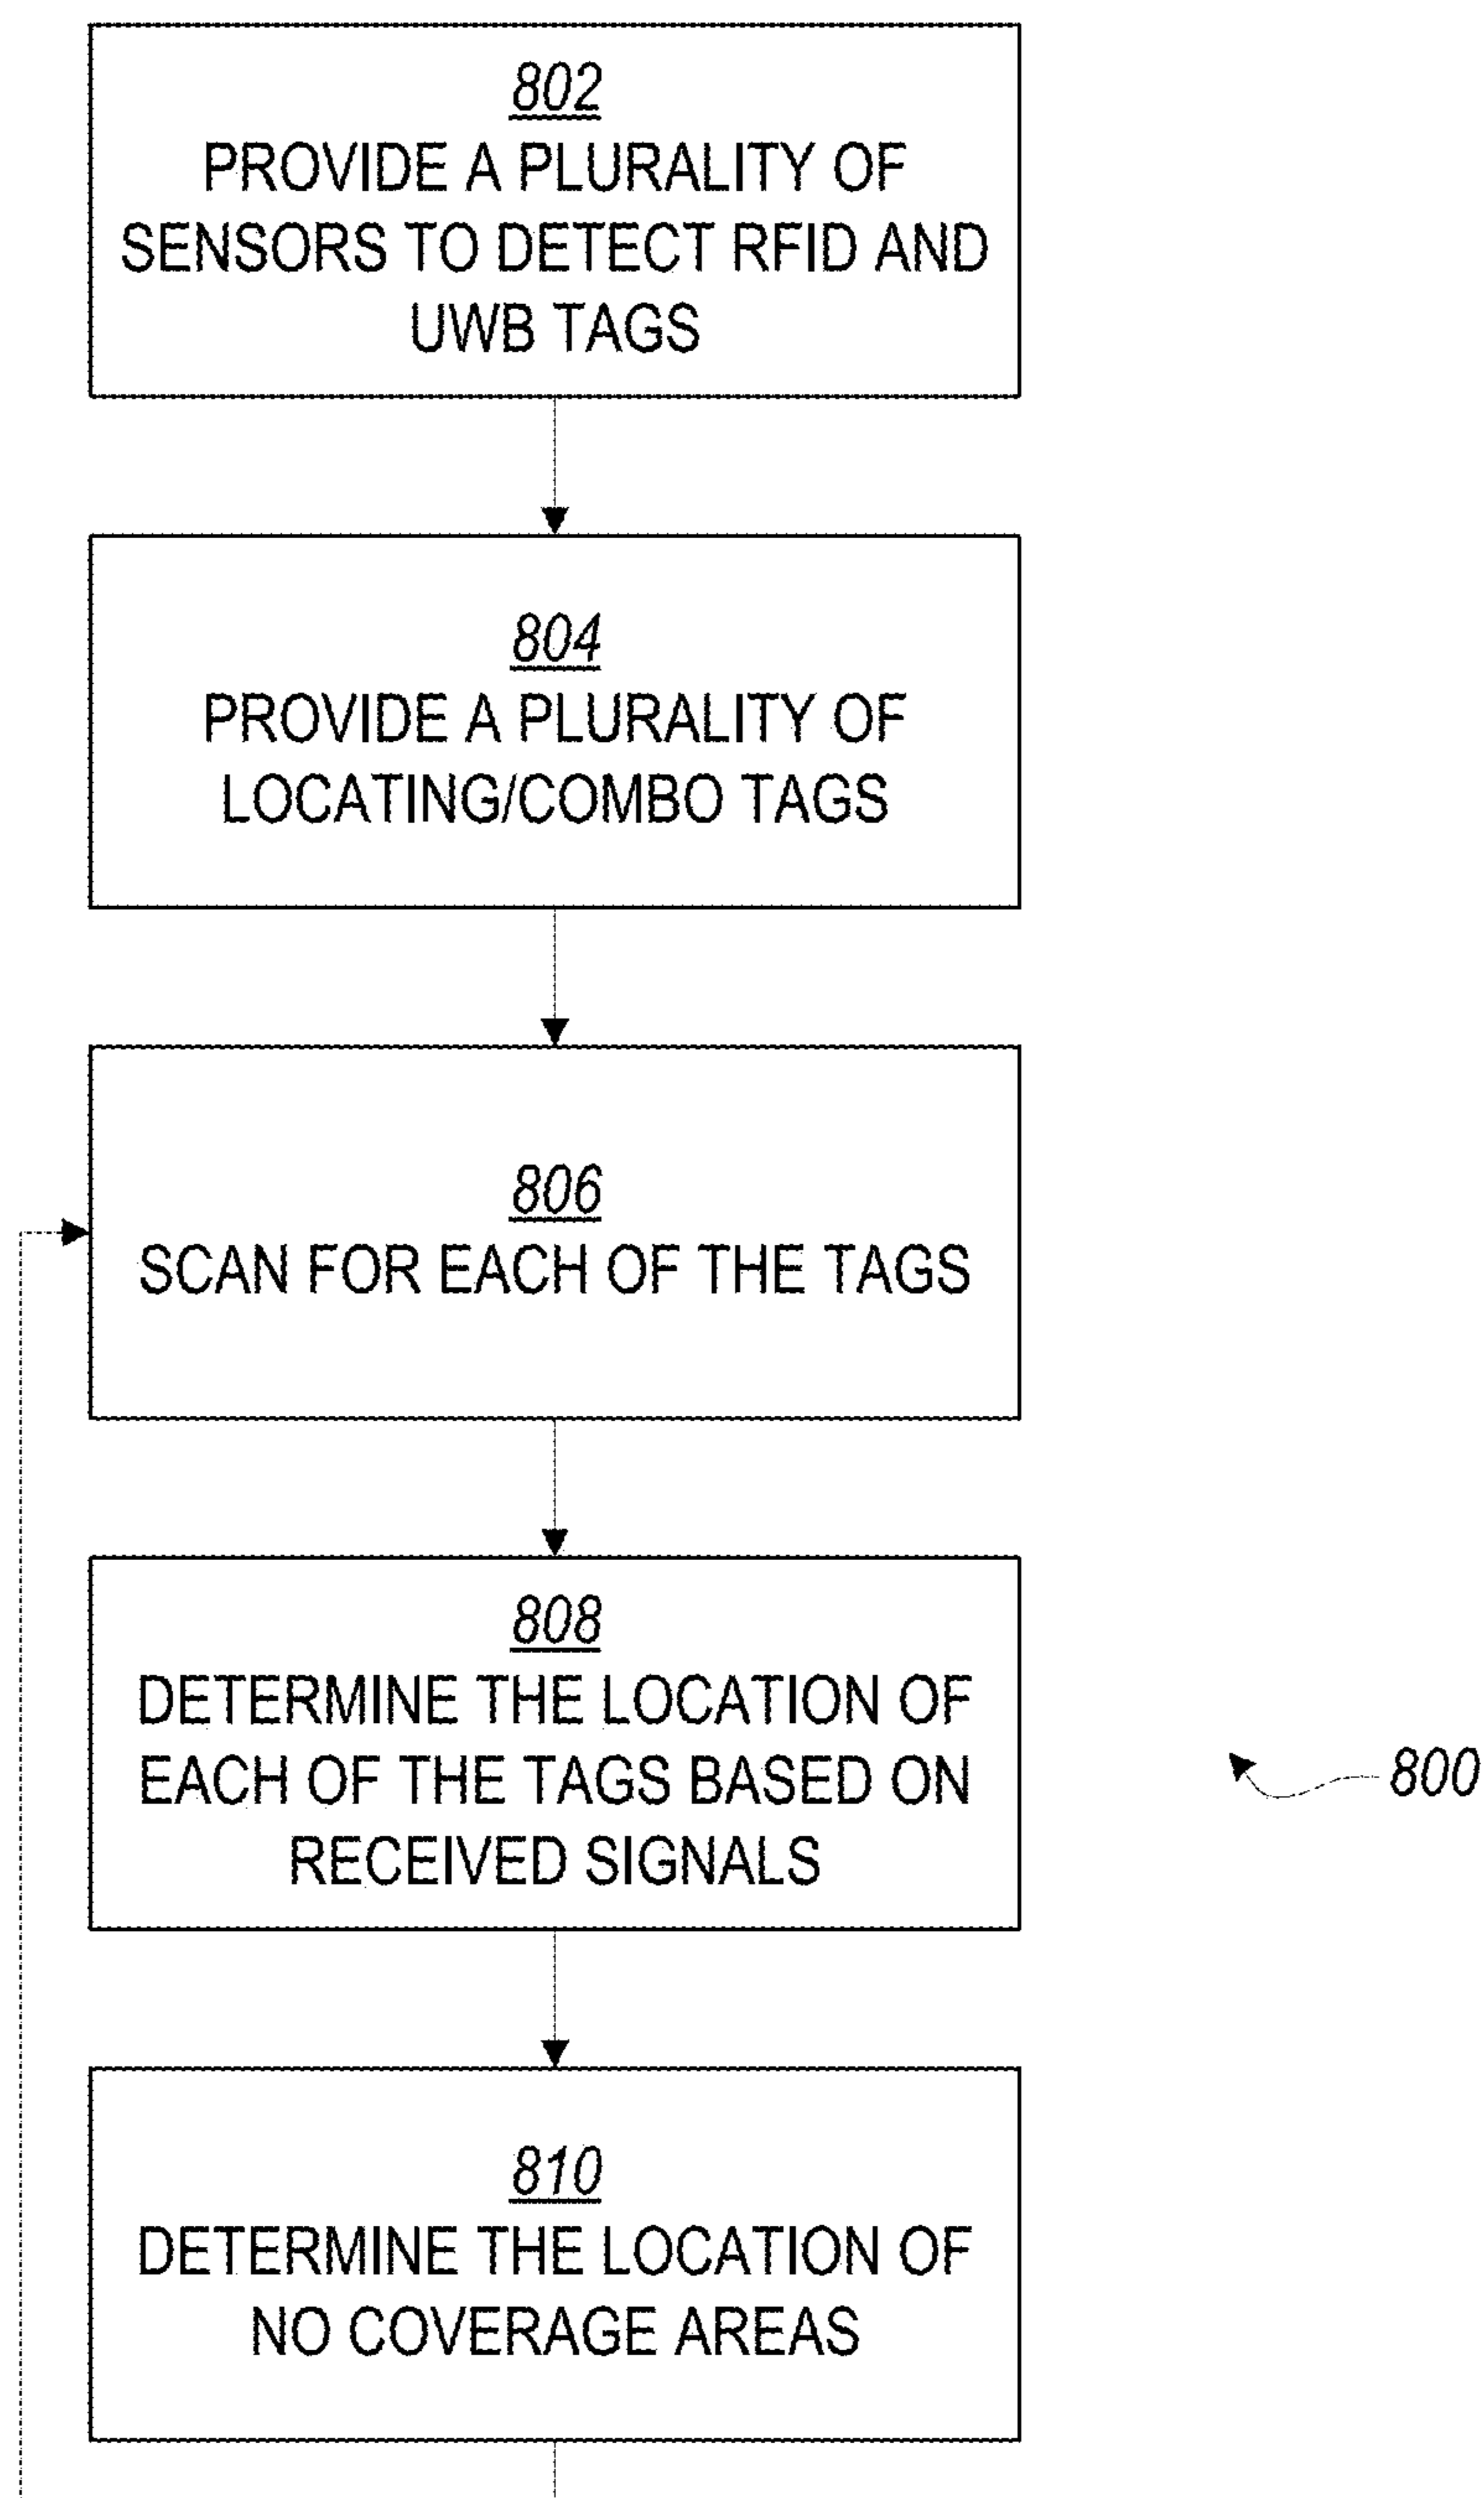 802
PROVIDE A PLURALITY OF
SENSORS TO DETECT RFID AND
UWB TAGS
804
PROVIDE A PLURALITY OF
LOCATING/COMBO TAGS
806
SCAN FOR EACH OF THE TAGS
808
DETERMINE THE LOCATION OF
EACH OF THE TAGS BASED ON
RECEIVED SIGNALS
800
810
DETERMINE THE LOCATION OF
NO COVERAGE AREAS